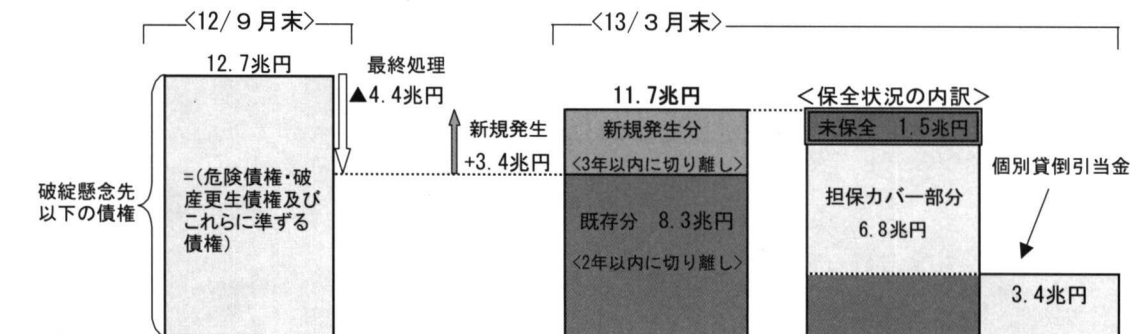 <12/９月末>
<13/３月末>
12.7兆円
最終処理
▲4.4兆円
新規発生
+3.4兆円
破綻懸念先
以下の債権
=(危険債権・破
産更生債権及び
これらに準ずる
債権)
11.7兆円
新規発生分
<3年以内に切り離し>
既存分　8.3兆円
<2年以内に切り離し>
＜保全状況の内訳＞
未保全　1.5兆円
担保カバー部分
6.8兆円
個別貸倒引当金
3.4兆円